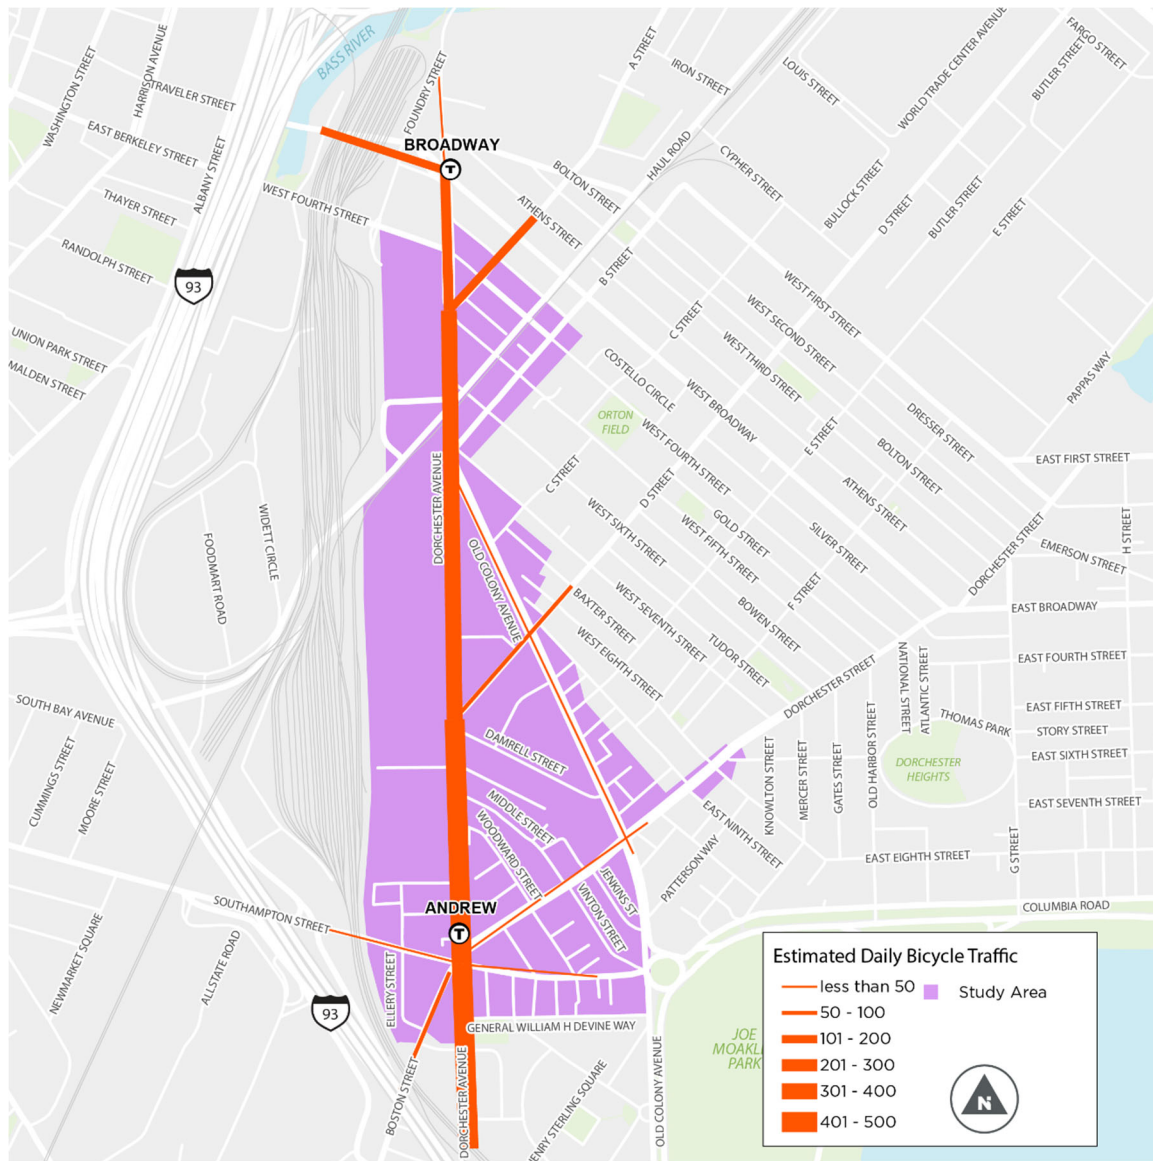 WASHINGTON STREET
HARRISON AVENUE
TRAVELER STREET
EAST BERKELEY STREET
ALBANY STREET
THAYER STREET
RANDOLPH STREET
UNION PARK STREET
MALDEN STREET
93
BASS RIVER
FOUNDRY STREET
BROADWAY
T
WEST FOURTH STREET
A STREET
IRON STREET
LOUIS STREET
WORLD TRADE CENTER AVENUE
FARGO STREET
BUTLER STREET
HAUL ROAD
CYPHER STREET
BOLTON STREET
ATHENS STREET
BULLOCK STREET
D STREET
BUTLER STREET
E STREET
B STREET
C STREET
WEST FIRST STREET
WEST SECOND STREET
WEST THIRD STREET
COSTELLO CIRCLE
WEST BROADWAY
PAPPAS WAY
ORTON
FIELD
WEST FOURTH STREET
E STREET
DRESSER STREET
BOLTON STREET
ATHENS STREET
EAST FIRST STREET
DORCHESTER AVENUE
C STREET
D STREET
GOLD STREET
SILVER STREET
WEST FIFTH STREET
WEST SIXTH STREET
DORCHESTER STREET
EMERSON STREET
H STREET
WIDETT CIRCLE
FOODMART ROAD
OLD COLONY AVENUE
BAXTER STREET
WEST SEVENTH STREET
WEST EIGHTH STREET
BOWEN STREET
F STREET
TUDOR STREET
EAST BROADWAY
NATIONAL STREET
ATLANTIC STREET
EAST FOURTH STREET
DORCHESTER STREET
OLD HARBOR STREET
THOMAS PARK
EAST FIFTH STREET
STORY STREET
EAST SIXTH STREET
DORCHESTER
HEIGHTS
SOUTH BAY AVENUE
CUMMINGS STREET
MOORE STREET
DAMRELL STREET
MIDDLE STREET
WOODWARD STREET
KNOWLTON STREET
MERCER STREET
GATES STREET
EAST SEVENTH STREET
EAST NINTH STREET
EAST EIGHTH STREET
G STREET
PATTERSON WAY
JENKINS ST
VINTON STREET
SOUTHAMPTON STREET
ANDREW
T
COLUMBIA ROAD
NEWMARKET SQUARE
ALLSTATE ROAD
ELLERY STREET
93
GENERAL WILLIAM H DEVINE WAY
BOSTON STREET
DORCHESTER AVENUE
HENRY STERLING SQUARE
OLD COLONY AVENUE
JOE
MOAKL
PARK
Estimated Daily Bicycle Traffic
less than 50
Study Area
50 - 100
101 - 200
201 - 300
301 - 400
401 - 500
N